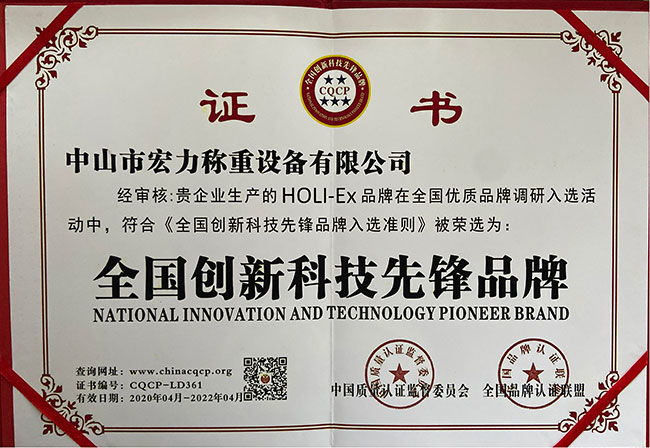 全国创新科技先锋品牌
CQCP
证书
中山市宏力称重设备有限公司
经审核:贵企业生产的HOLI-Ex品牌在全国优质品牌调研入选活
动中，符合《全国创新科技先锋品牌入选准则》被荣选为:
全国创新科技先锋品牌
NATIONAL INNOVATION AND TECHNOLOGY PIONEER BRAND
查询网址: www.chinacqcp.org
证书编号: CQCP-LD361
有效日期: 2020年04月-2022年04月
中国质量认证监督委员会 全国品牌认证联盟